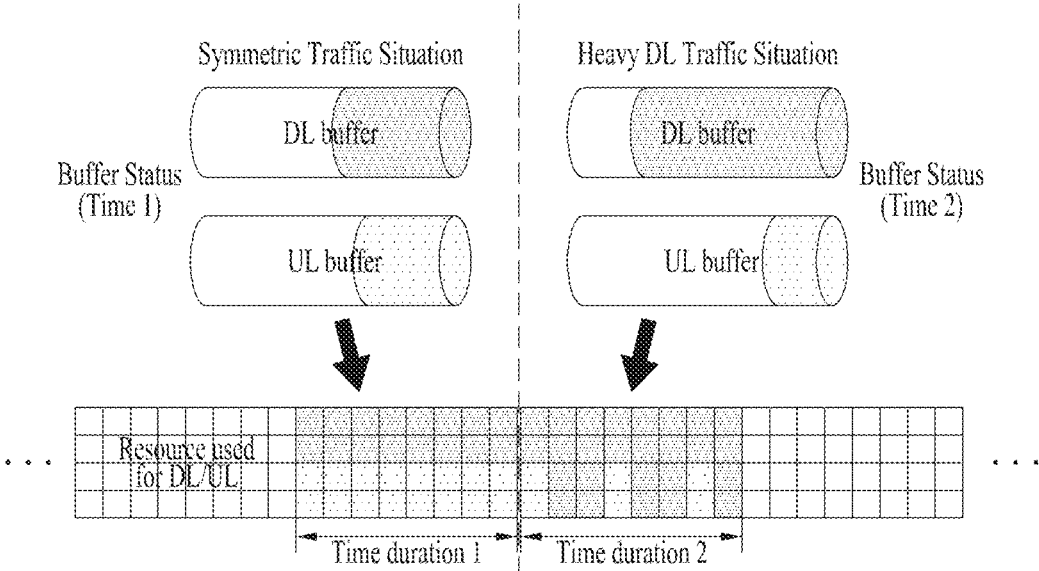 Symmetric Traffic Situation
Heavy DL Traffic Situation
DL buffer
DL buffer
Buffer Status
(Time 1)
Buffer Status
(Time 2)
UL buffer
UL buffer
Resource used
for DL/UL
. . .
. . .
Time duration 1
Time duration 2